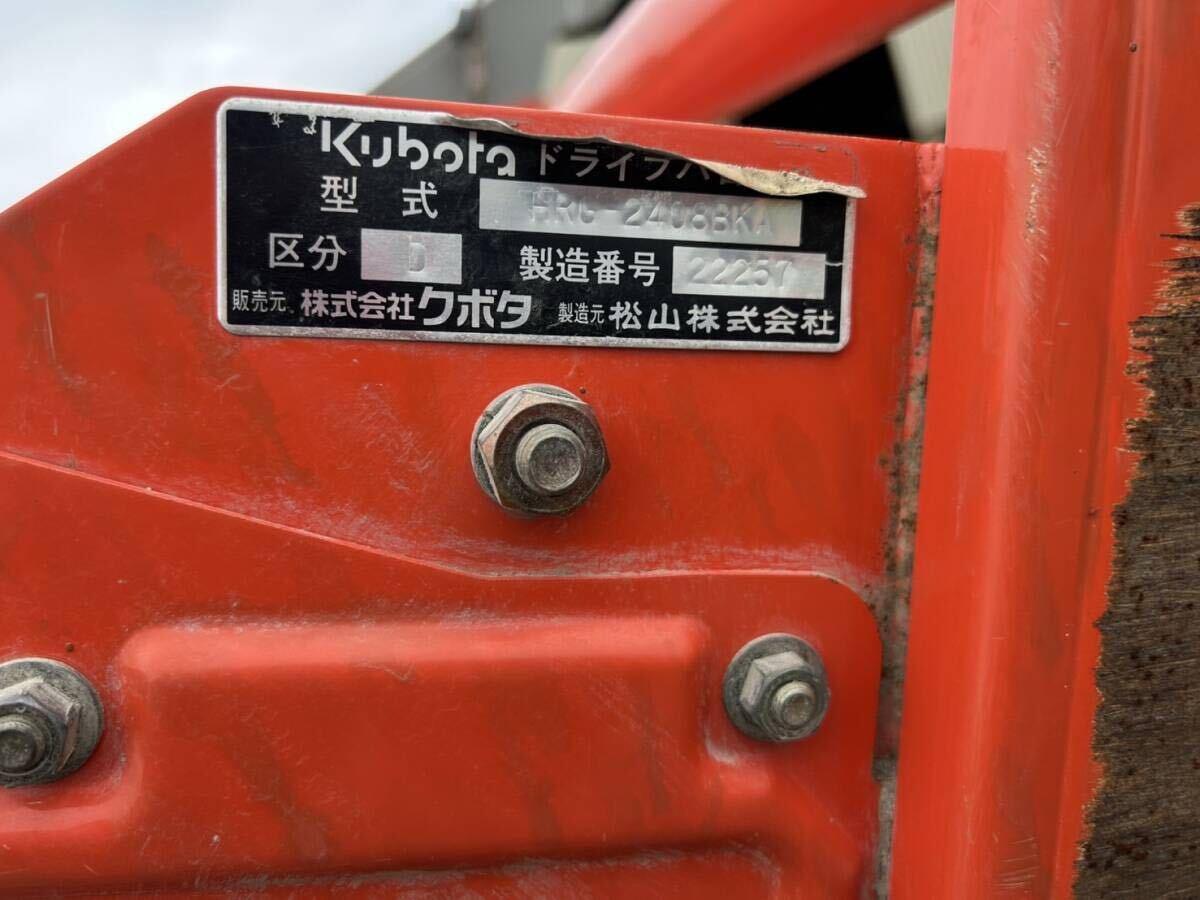 Kubota ドライブハロー
型式 HRG-2408BKA
区分 D 製造番号 22257
販売元 株式会社クボタ 製造元 松山株式会社